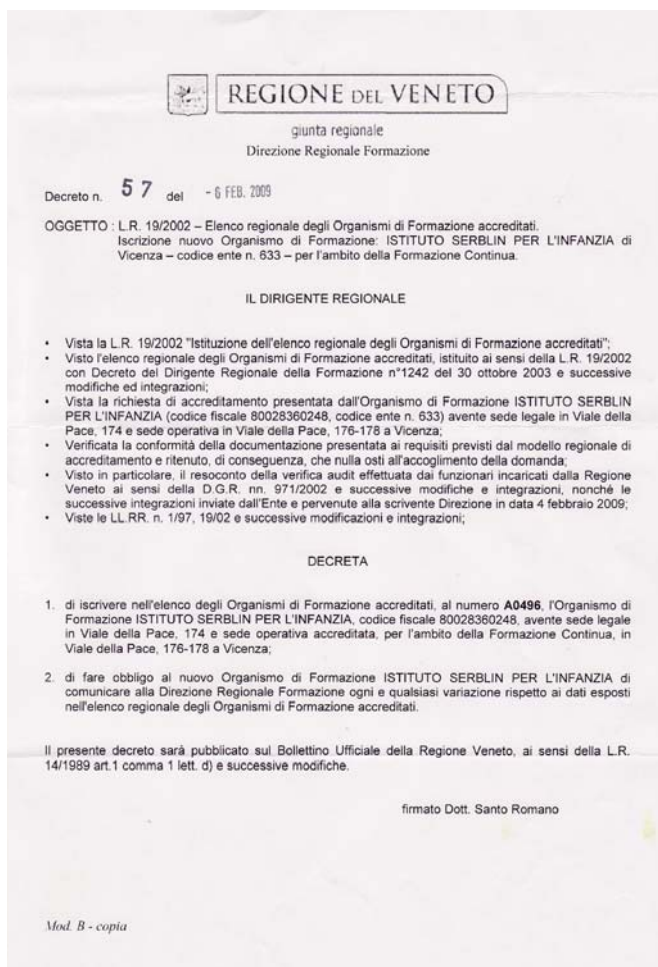 REGIONE DEL VENETO
giunta regionale
Direzione Regionale Formazione
Decreto n. 57 del - 6 FEB. 2009
OGGETTO : L.R. 19/2002 – Elenco regionale degli Organismi di Formazione accreditati.
Iscrizione nuovo Organismo di Formazione: ISTITUTO SERBLIN PER L'INFANZIA di
Vicenza – codice ente n. 633 – per l'ambito della Formazione Continua.
IL DIRIGENTE REGIONALE
• Vista la L.R. 19/2002 "Istituzione dell'elenco regionale degli Organismi di Formazione accreditati";
• Visto l'elenco regionale degli Organismi di Formazione accreditati, istituito ai sensi della L.R. 19/2002
con Decreto del Dirigente Regionale della Formazione n°1242 del 30 ottobre 2003 e successive
modifiche ed integrazioni;
• Vista la richiesta di accreditamento presentata dall'Organismo di Formazione ISTITUTO SERBLIN
PER L'INFANZIA (codice fiscale 80028360248, codice ente n. 633) avente sede legale in Viale della
Pace, 174 e sede operativa in Viale della Pace, 176-178 a Vicenza;
• Verificata la conformità della documentazione presentata ai requisiti previsti dal modello regionale di
accreditamento e ritenuto, di conseguenza, che nulla osti all'accoglimento della domanda;
• Visto in particolare, il resoconto della verifica audit effettuata dai funzionari incaricati dalla Regione
Veneto ai sensi della D.G.R. nn. 971/2002 e successive modifiche e integrazioni, nonché le
successive integrazioni inviate dall'Ente e pervenute alla scrivente Direzione in data 4 febbraio 2009;
• Viste le LL.RR. n. 1/97, 19/02 e successive modificazioni e integrazioni;
DECRETA
1. di iscrivere nell'elenco degli Organismi di Formazione accreditati, al numero A0496, l'Organismo di
Formazione ISTITUTO SERBLIN PER L'INFANZIA, codice fiscale 80028360248, avente sede legale
in Viale della Pace, 174 e sede operativa accreditata, per l'ambito della Formazione Continua, in
Viale della Pace, 176-178 a Vicenza;
2. di fare obbligo al nuovo Organismo di Formazione ISTITUTO SERBLIN PER L'INFANZIA di
comunicare alla Direzione Regionale Formazione ogni e qualsiasi variazione rispetto ai dati esposti
nell'elenco regionale degli Organismi di Formazione accreditati.
Il presente decreto sarà pubblicato sul Bollettino Ufficiale della Regione Veneto, ai sensi della L.R.
14/1989 art.1 comma 1 lett. d) e successive modifiche.
firmato Dott. Santo Romano
Mod. B - copia